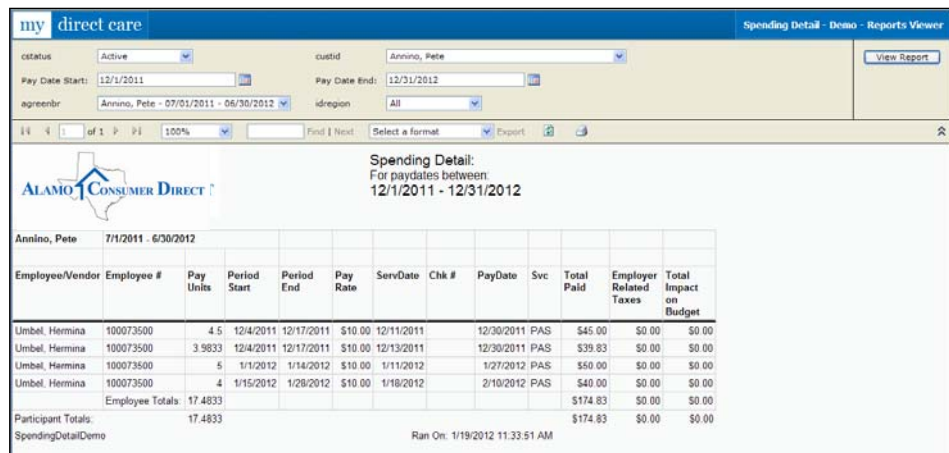 my direct care Spending Detail - Demo - Reports Viewer
cstatus Active custid Annino, Pete View Report
Pay Date Start: 12/1/2011 Pay Date End: 12/31/2012
agreenbr Annino, Pete - 07/01/2011 - 06/30/2012 idregion All
1 of 1 100% Find | Next Select a format Export
Spending Detail:
For paydates between:
12/1/2011 - 12/31/2012
ALAMO CONSUMER DIRECT
Annino, Pete 7/1/2011 - 6/30/2012
Employee/Vendor Employee # Pay Units Period Start Period End Pay Rate ServDate Chk # PayDate Svc Total Paid Employer Related Taxes Total Impact on Budget
Umbel, Hermina 100073500 4.5 12/4/2011 12/17/2011 $10.00 12/11/2011 12/30/2011 PAS $45.00 $0.00 $0.00
Umbel, Hermina 100073500 3.9833 12/4/2011 12/17/2011 $10.00 12/13/2011 12/30/2011 PAS $39.83 $0.00 $0.00
Umbel, Hermina 100073500 5 1/1/2012 1/14/2012 $10.00 1/11/2012 1/27/2012 PAS $50.00 $0.00 $0.00
Umbel, Hermina 100073500 4 1/15/2012 1/28/2012 $10.00 1/18/2012 2/10/2012 PAS $40.00 $0.00 $0.00
Employee Totals: 17.4833 $174.83 $0.00 $0.00
Participant Totals: 17.4833 $174.83 $0.00 $0.00
SpendingDetailDemo Ran On: 1/19/2012 11:33:51 AM